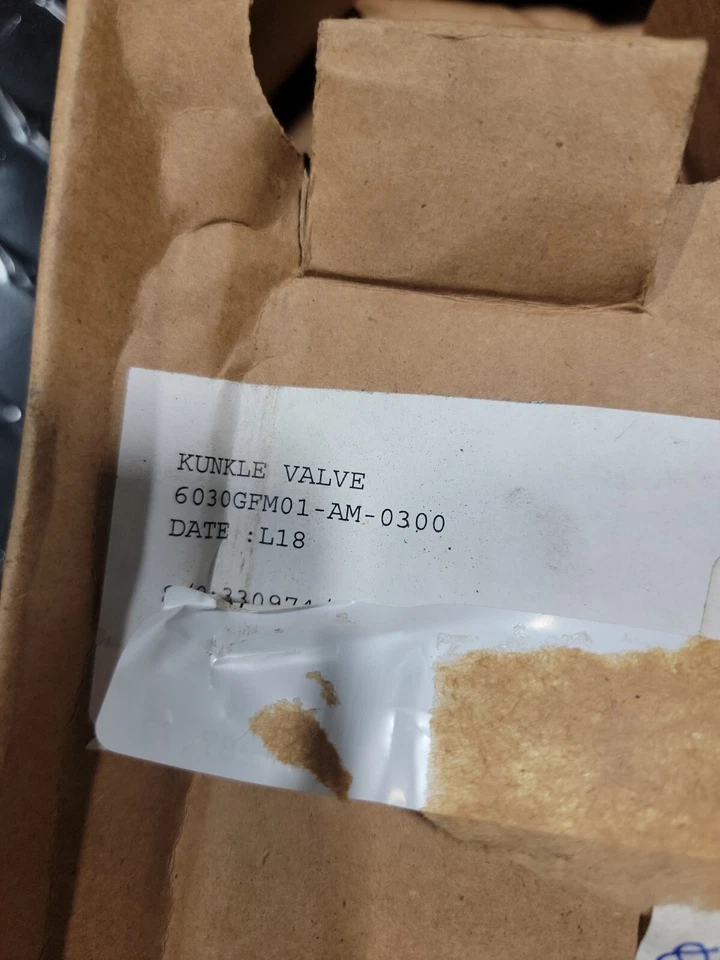 KUNKLE VALVE
6030GFM01-AM-0300
DATE :L18